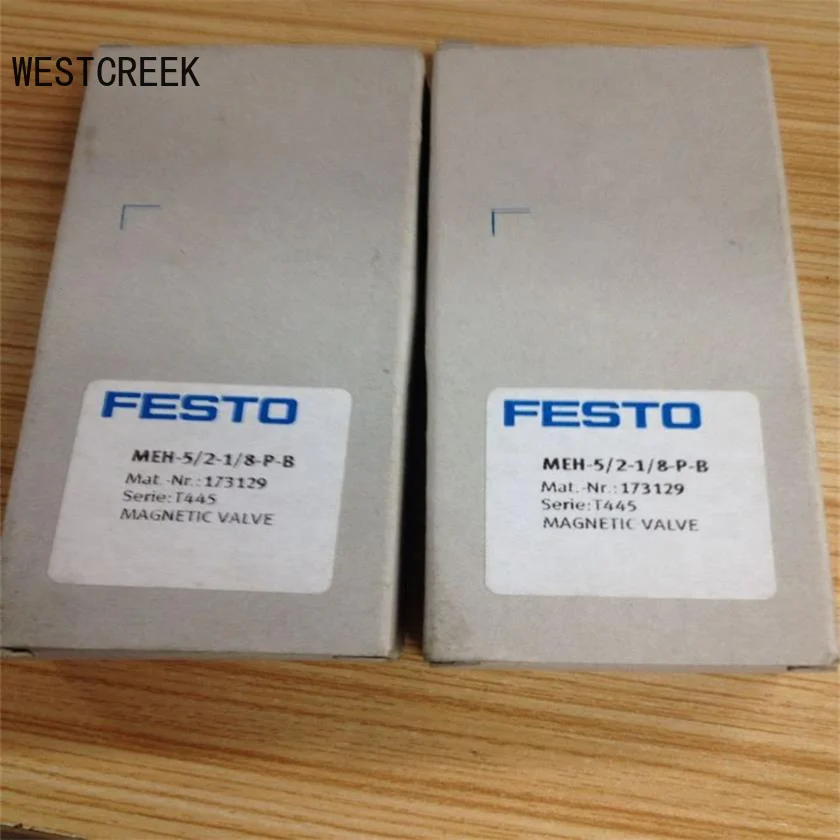 WESTCREEK
FESTO
MEH-5/2-1/8-P-B
Mat.-Nr.:173129
Serie:T445
MAGNETIC VALVE
FESTO
MEH-5/2-1/8-P-B
Mat.-Nr.:173129
Serie:T445
MAGNETIC VALVE